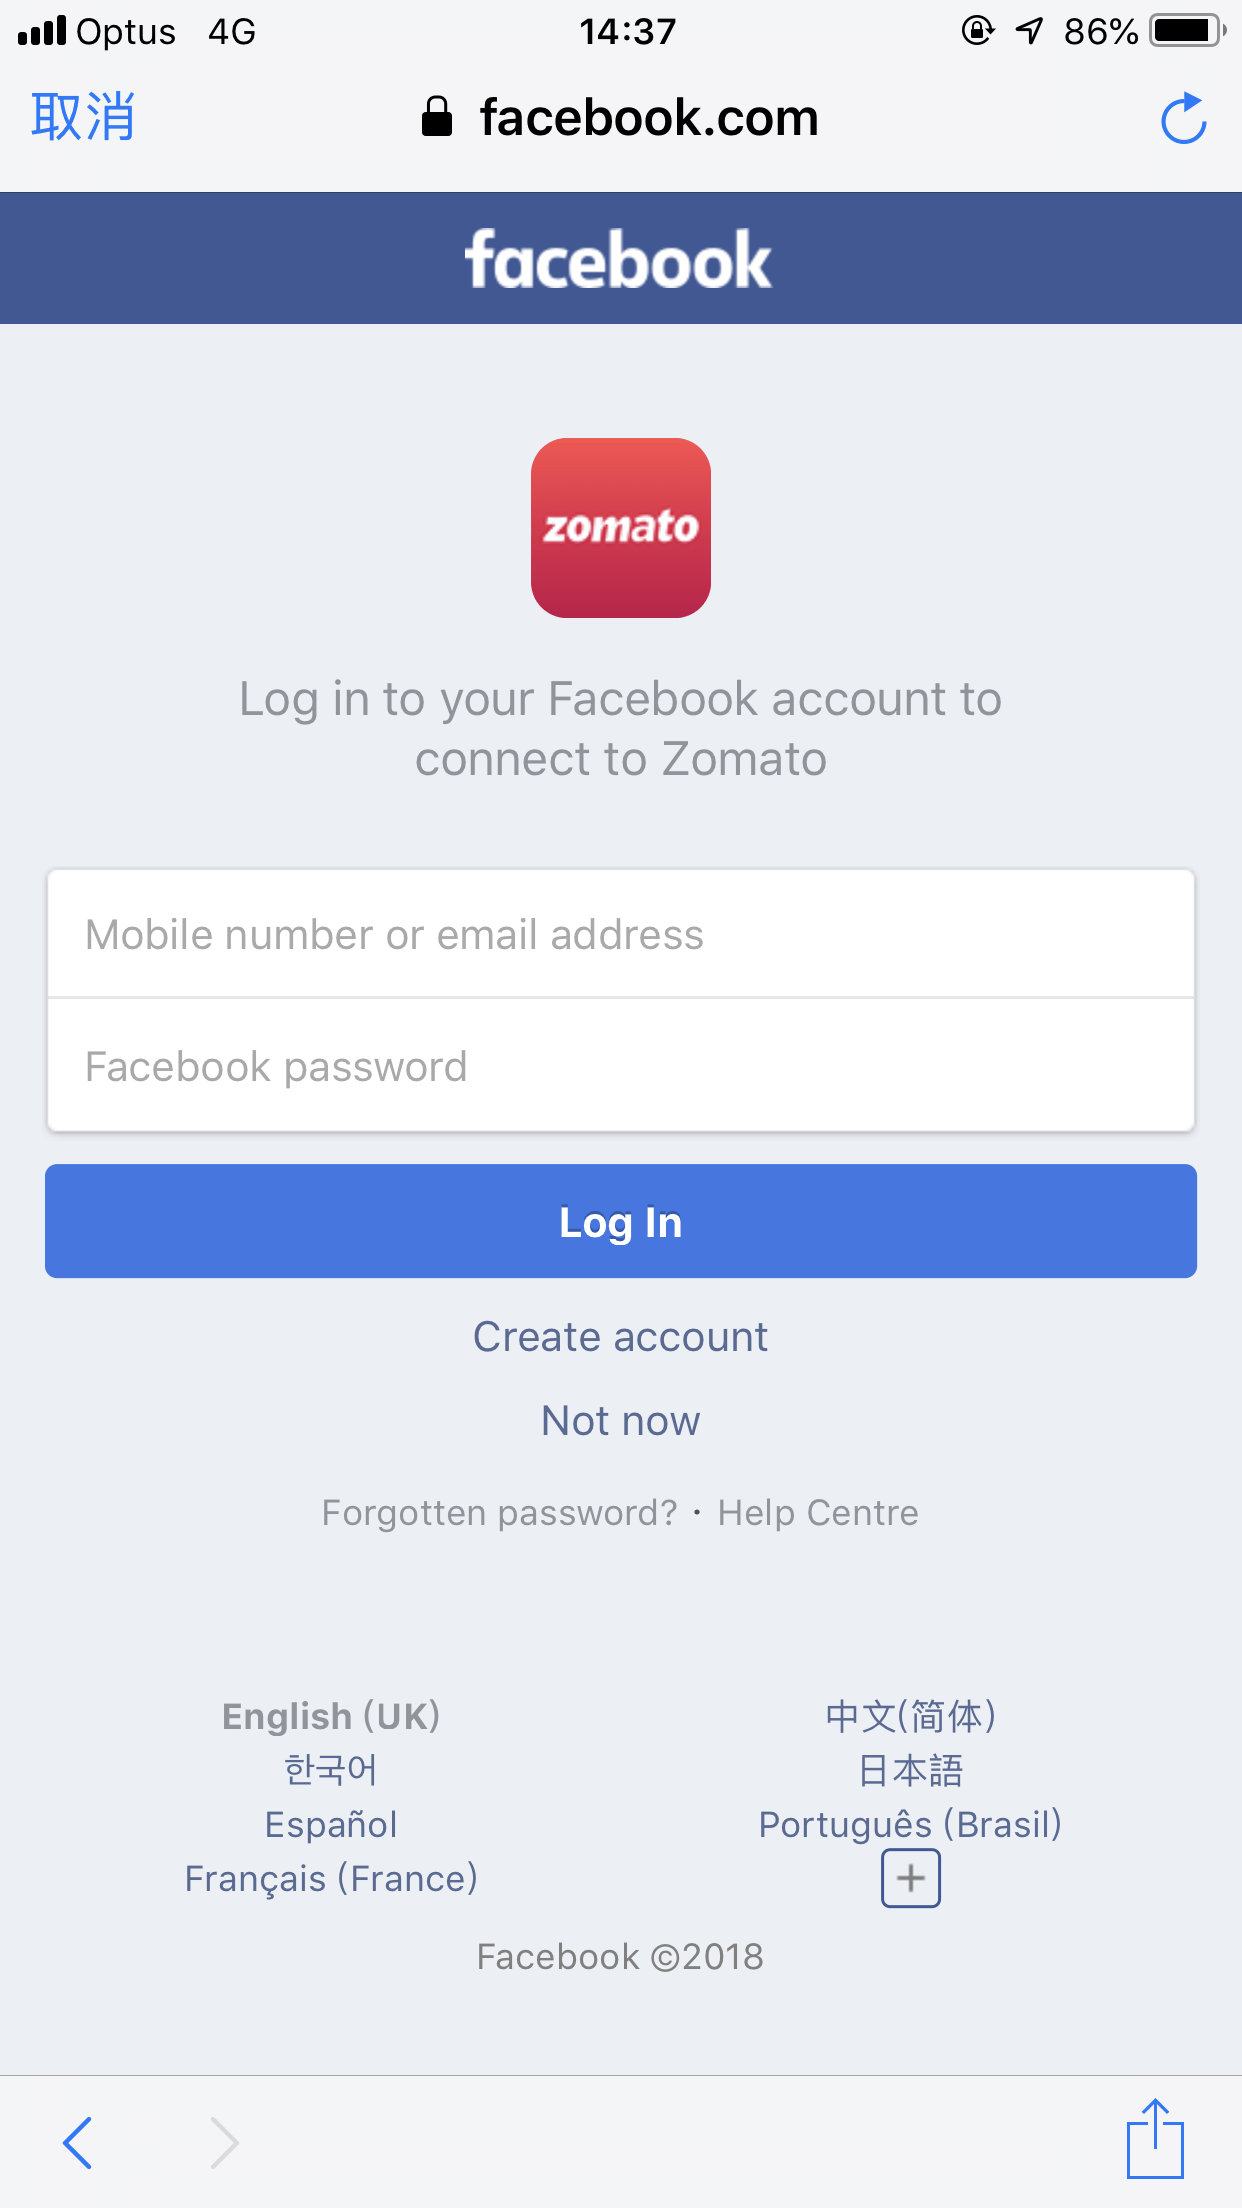 Optus 4G 14:37 86%
取消 facebook.com
facebook
zomato
Log in to your Facebook account to
connect to Zomato
Mobile number or email address
Facebook password
Log In
Create account
Not now
Forgotten password? · Help Centre
English (UK) 中文(简体)
한국어 日本語
Español Português (Brasil)
Français (France) +
Facebook ©2018